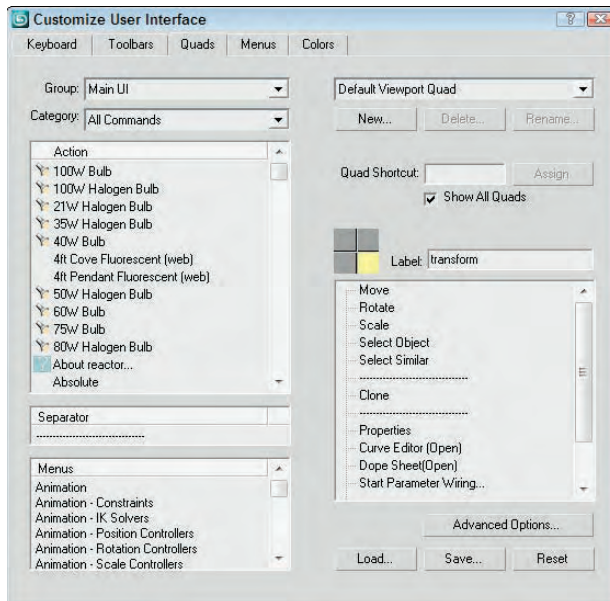 Customize User Interface
Keyboard Toolbars Quads Menus Colors
Group: Main UI
Category: All Commands
Action
100W Bulb
100W Halogen Bulb
21W Halogen Bulb
35W Halogen Bulb
40W Bulb
4ft Cove Fluorescent (web)
4ft Pendant Fluorescent (web)
50W Halogen Bulb
60W Bulb
75W Bulb
80W Halogen Bulb
About reactor...
Absolute
Separator
--------------------------------
Menus
Animation
Animation - Constraints
Animation - IK Solvers
Animation - Position Controllers
Animation - Rotation Controllers
Animation - Scale Controllers
Default Viewport Quad
New... Delete... Rename...
Quad Shortcut: Assign
Show All Quads
Label: transform
Move
Rotate
Scale
Select Object
Select Similar
--------------------------------
Clone
--------------------------------
Properties
Curve Editor (Open)
Dope Sheet(Open)
Start Parameter Wiring...
Advanced Options...
Load... Save... Reset